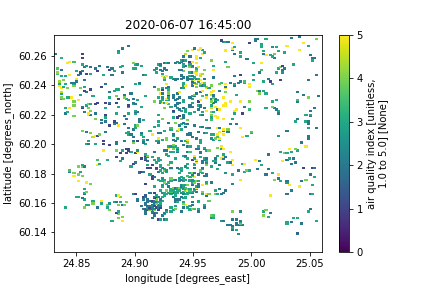 2020-06-07 16:45:00
60.26
60.24
60.22
60.20
60.18
60.16
60.14
latitude [degrees_north]
24.85 24.90 24.95 25.00 25.05
longitude [degrees_east]
5
4
3
2
1
0
air quality index [unitless,
1.0 to 5.0] [None]